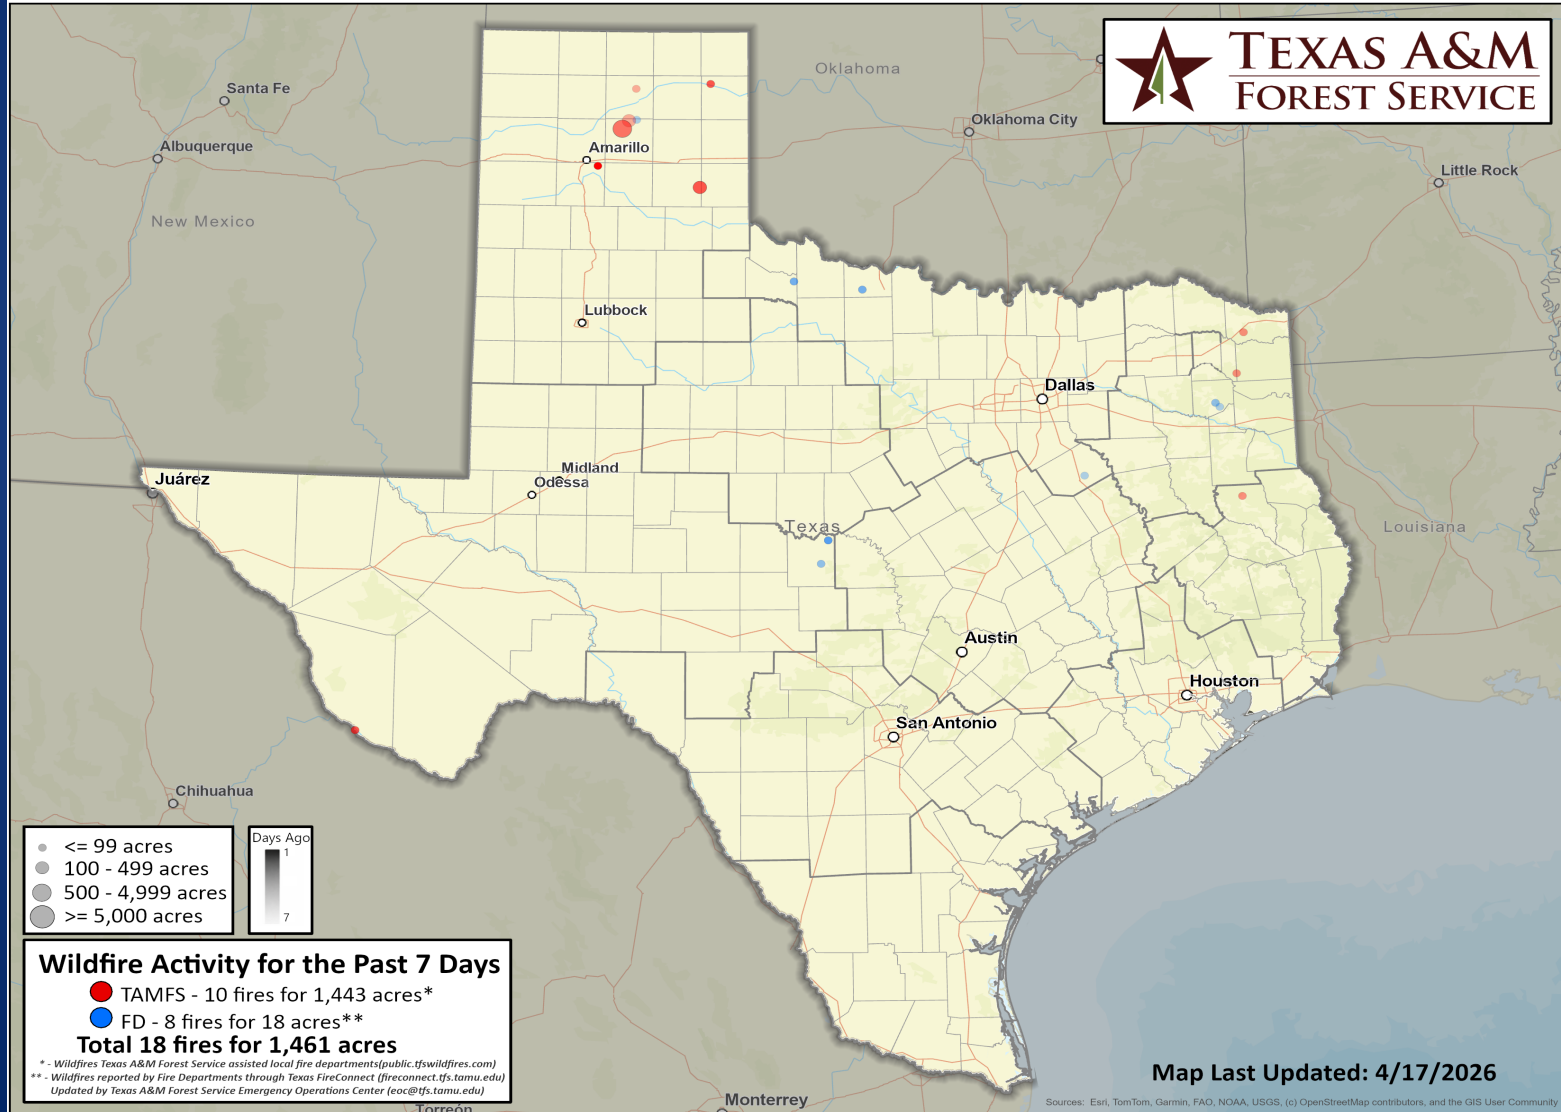 TEXAS A&M
FOREST SERVICE
Oklahoma
Santa Fe
Oklahoma City
Albuquerque
Amarillo
Little Rock
New Mexico
Lubbock
Dallas
Midland
Odessa
Juárez
Texas
Louisiana
Austin
Houston
San Antonio
Chihuahua
<= 99 acres
100 - 499 acres
500 - 4,999 acres
>= 5,000 acres
Days Ago
1
7
Wildfire Activity for the Past 7 Days
TAMFS - 10 fires for 1,443 acres*
FD - 8 fires for 18 acres**
Total 18 fires for 1,461 acres
* - Wildfires Texas A&M Forest Service assisted local fire departments(public.tfswildfires.com)
** - Wildfires reported by Fire Departments through Texas FireConnect (fireconnect.tfs.tamu.edu)
Updated by Texas A&M Forest Service Emergency Operations Center (eoc@tfs.tamu.edu)
Map Last Updated: 4/17/2026
Monterrey
Torreón
Sources: Esri, TomTom, Garmin, FAO, NOAA, USGS, (c) OpenStreetMap contributors, and the GIS User Community